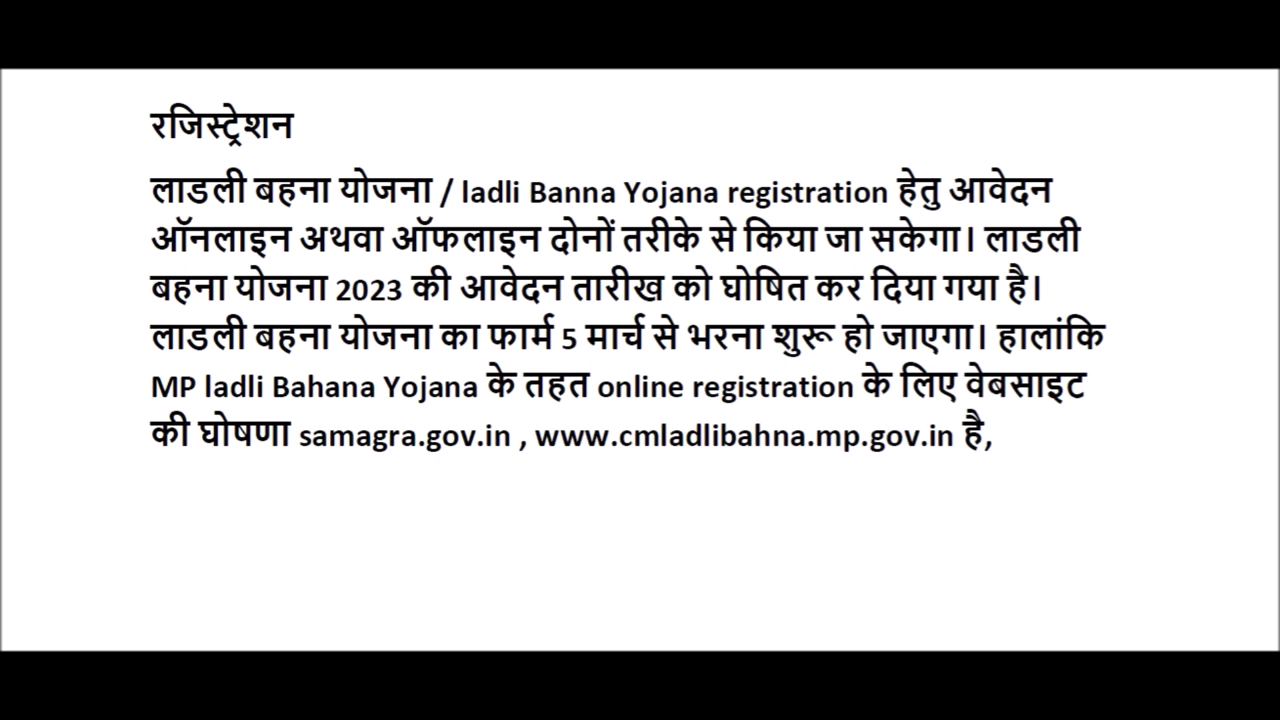 रजिस्ट्रेशन
लाडली बहना योजना / ladli Banna Yojana registration हेतु आवेदन
ऑनलाइन अथवा ऑफलाइन दोनों तरीके से किया जा सकेगा। लाडली
बहना योजना 2023 की आवेदन तारीख को घोषित कर दिया गया है।
लाडली बहना योजना का फार्म 5 मार्च से भरना शुरू हो जाएगा। हालांकि
MP ladli Bahana Yojana के तहत online registration के लिए वेबसाइट
की घोषणा samagra.gov.in , www.cmladlibahna.mp.gov.in है,